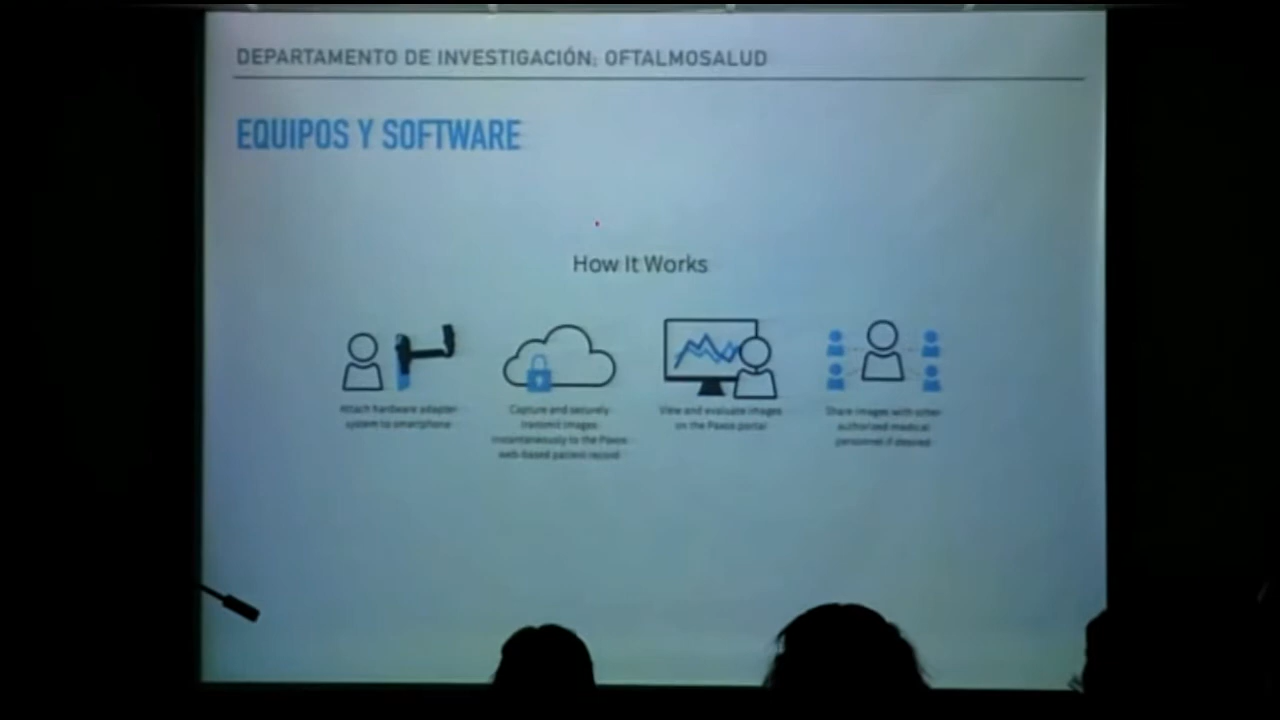 DEPARTAMENTO DE INVESTIGACIÓN; OFTALMOSALUD
EQUIPOS Y SOFTWARE
How It Works
Attach hardware adapter
system to smartphone
Capture and securely
transmit images
instantaneously to the Paxos
web-based patient record
View and evaluate images
on the Paxos portal
Share images with other
authorized medical
personnel if desired